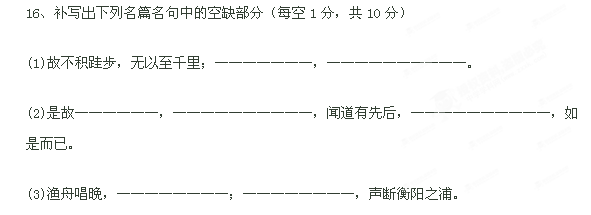 16、补写出下列名篇名句中的空缺部分（每空1分，共10分）
(1)故不积跬步，无以至千里；——————，——————————。
(2)是故——————，——————————，闻道有先后，——————————，如
是而已。
(3)渔舟唱晚，————————；————————，声断衡阳之浦。